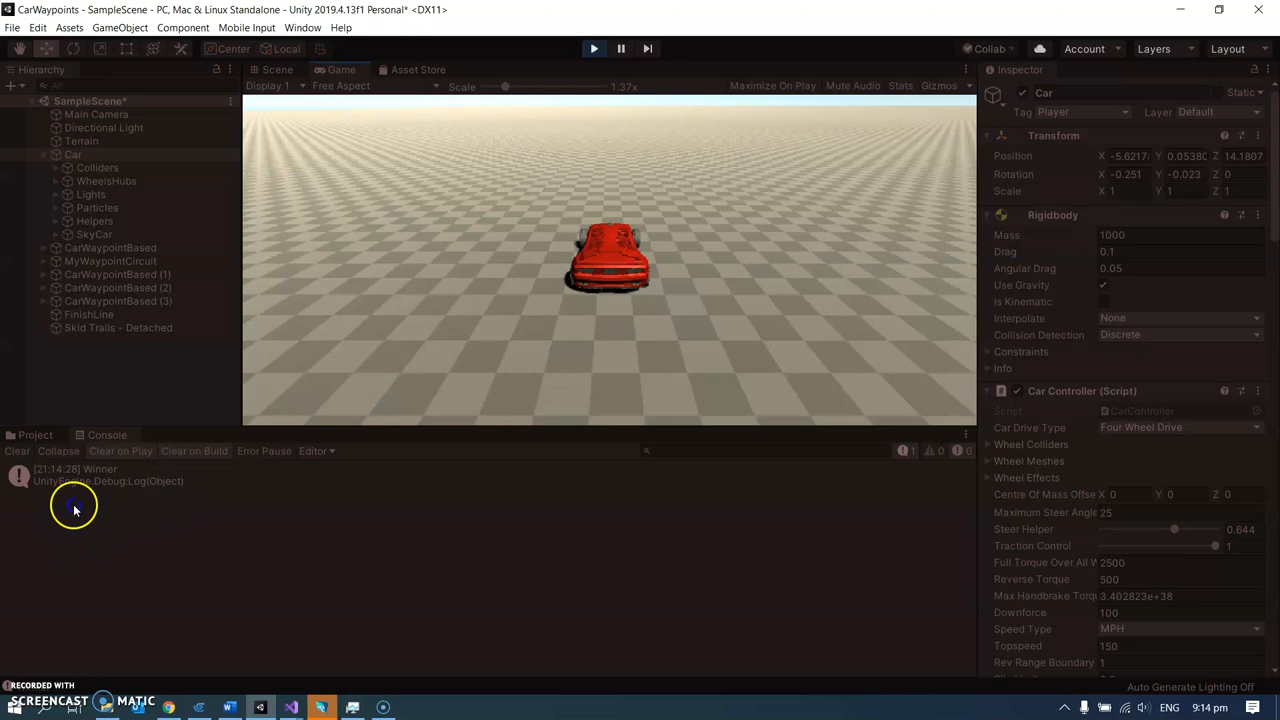 CarWaypoints - SampleScene - PC, Mac & Linux Standalone - Unity 2019.4.13f1 Personal* <DX11>
File Edit Assets GameObject Component Mobile Input Window Help
Center Local Collab Account Layers Layout
Hierarchy Scene Game Asset Store Inspector
All Display 1 Free Aspect Scale 1.37x Maximize On Play Mute Audio Stats Gizmos
Car Static
Tag Player Layer Default
SampleScene*
Main Camera
Directional Light
Terrain
Car
Colliders
WheelsHubs
Lights
Particles
Helpers
SkyCar
CarWaypointBased
MyWaypointCircuit
CarWaypointBased (1)
CarWaypointBased (2)
CarWaypointBased (3)
FinishLine
Skid Trails - Detached
Transform
Position X -5.6217 Y 0.0538 Z 14.1807
Rotation X -0.251 Y -0.023 Z 0
Scale X 1 Y 1 Z 1
Rigidbody
Mass 1000
Drag 0.1
Angular Drag 0.05
Use Gravity
Is Kinematic
Interpolate None
Collision Detection Discrete
Constraints
Info
Car Controller (Script)
Script CarController
Car Drive Type Four Wheel Drive
Wheel Colliders
Wheel Meshes
Wheel Effects
Centre Of Mass Offse X 0 Y 0 Z 0
Maximum Steer Angle 25
Steer Helper 0.644
Traction Control 1
Full Torque Over All W 2500
Reverse Torque 500
Max Handbrake Torq 3.402823e+38
Downforce 100
Speed Type MPH
Topspeed 150
Rev Range Boundary 1
Project Console
Clear Collapse Clear on Play Clear on Build Error Pause Editor 1 0 0
[21:14:28] Winner
UnityEngine.Debug:Log(Object)
Auto Generate Lighting Off
RECORDED WITH
SCREENCAST MATIC
ENG 9:14 pm